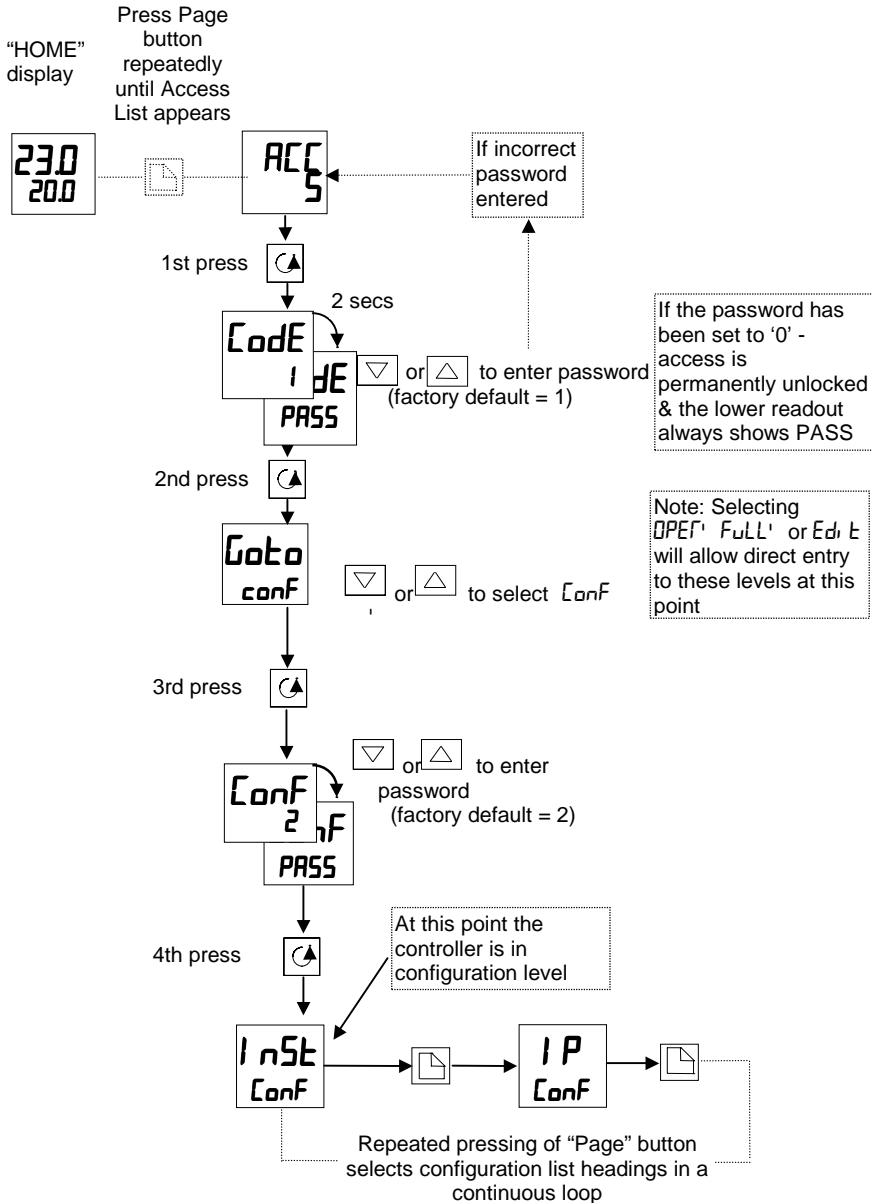 “HOME”
display
Press Page
button
repeatedly
until Access
List appears
23.0
20.0
ACC
S
If incorrect
password
entered
1st press
2 secs
CodE
1
dE
PASS
or to enter password
(factory default = 1)
If the password has
been set to ‘0’ -
access is
permanently unlocked
& the lower readout
always shows PASS
2nd press
Goto
conF
or to select ConF
Note: Selecting
OPEr' FuLL' or Edit
will allow direct entry
to these levels at this
point
3rd press
ConF
2
nF
PASS
or to enter
password
(factory default = 2)
4th press
At this point the
controller is in
configuration level
InSt
ConF
IP
ConF
Repeated pressing of “Page” button
selects configuration list headings in a
continuous loop